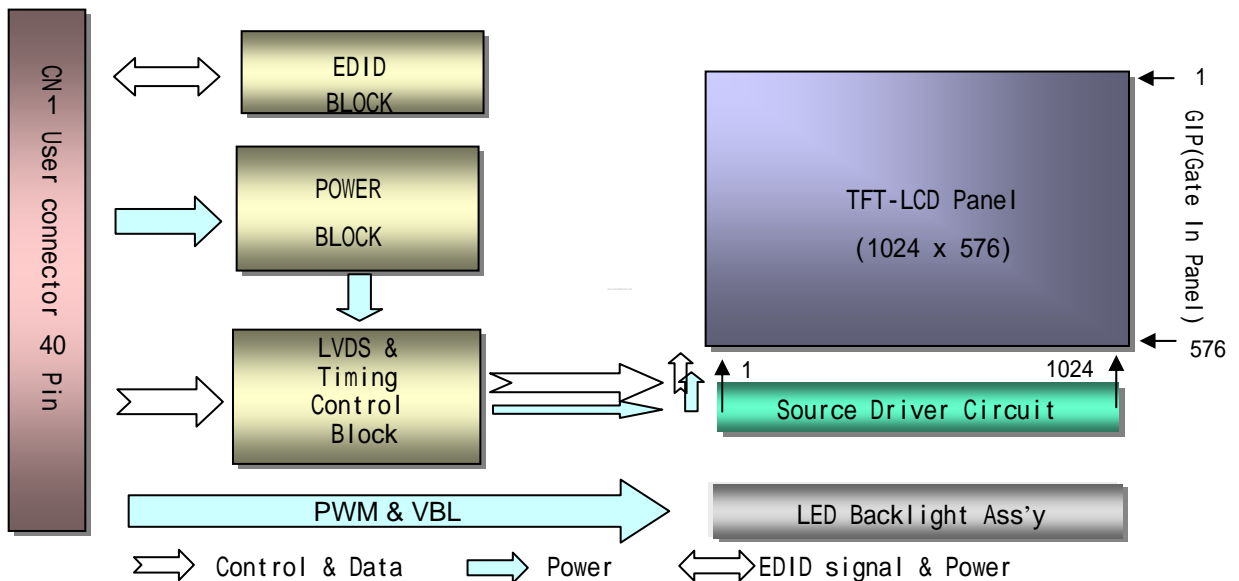 CN1 User connector 40 Pin
EDID
BLOCK
POWER
BLOCK
LVDS &
Timing
Control
Block
TFT-LCD Panel
(1024 x 576)
1
GIP(Gate In Panel)
576
1
1024
Source Driver Circuit
PWM & VBL
LED Backlight Ass’y
Control & Data
Power
EDID signal & Power